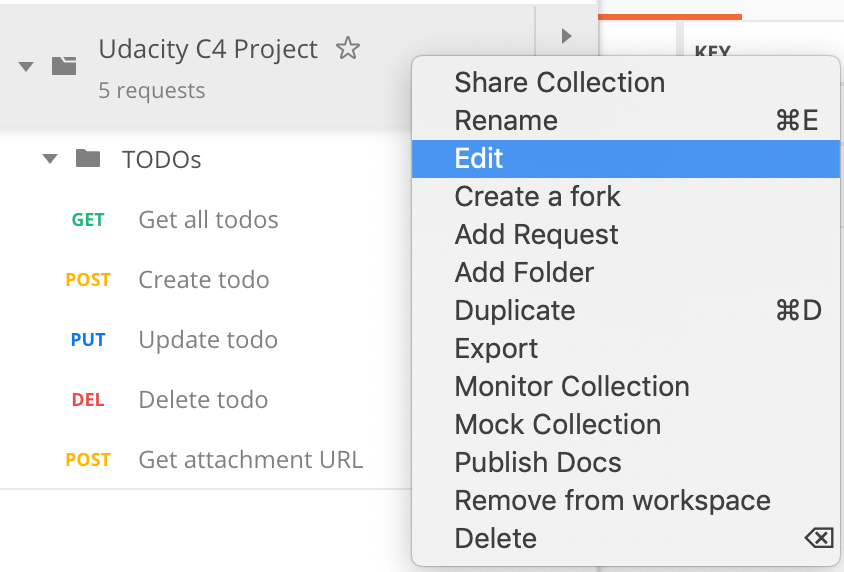 Udacity C4 Project
5 requests
TODOs
GET Get all todos
POST Create todo
PUT Update todo
DEL Delete todo
POST Get attachment URL
KEY
Share Collection
Rename ⌘E
Edit
Create a fork
Add Request
Add Folder
Duplicate ⌘D
Export
Monitor Collection
Mock Collection
Publish Docs
Remove from workspace
Delete ⌫